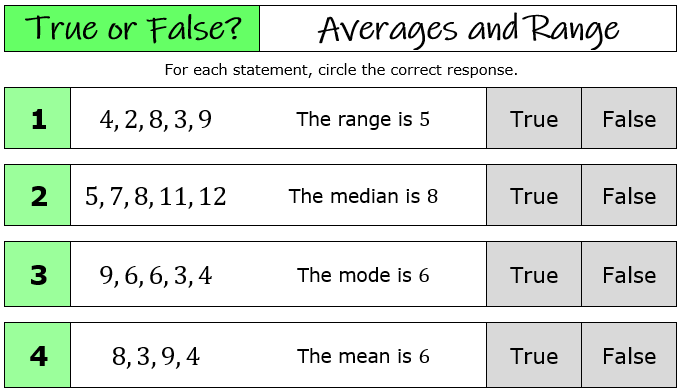 True or False? Averages and Range
For each statement, circle the correct response.
1 4, 2, 8, 3, 9 The range is 5 True False
2 5, 7, 8, 11, 12 The median is 8 True False
3 9, 6, 6, 3, 4 The mode is 6 True False
4 8, 3, 9, 4 The mean is 6 True False